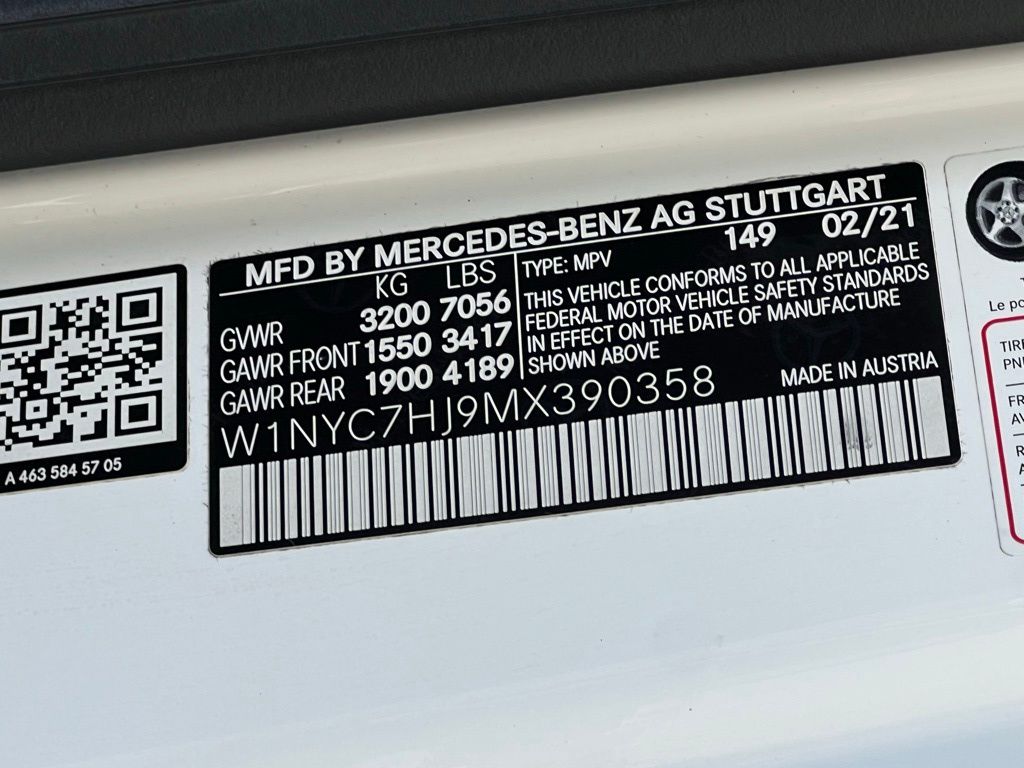 MFD BY MERCEDES-BENZ AG STUTTGART
149 02/21
KG LBS
GVWR 3200 7056
GAWR FRONT 1550 3417
GAWR REAR 1900 4189
TYPE: MPV
THIS VEHICLE CONFORMS TO ALL APPLICABLE
FEDERAL MOTOR VEHICLE SAFETY STANDARDS
IN EFFECT ON THE DATE OF MANUFACTURE
SHOWN ABOVE
W1NYC7HJ9MX390358
MADE IN AUSTRIA
A 463 584 57 05
Le
TIRE